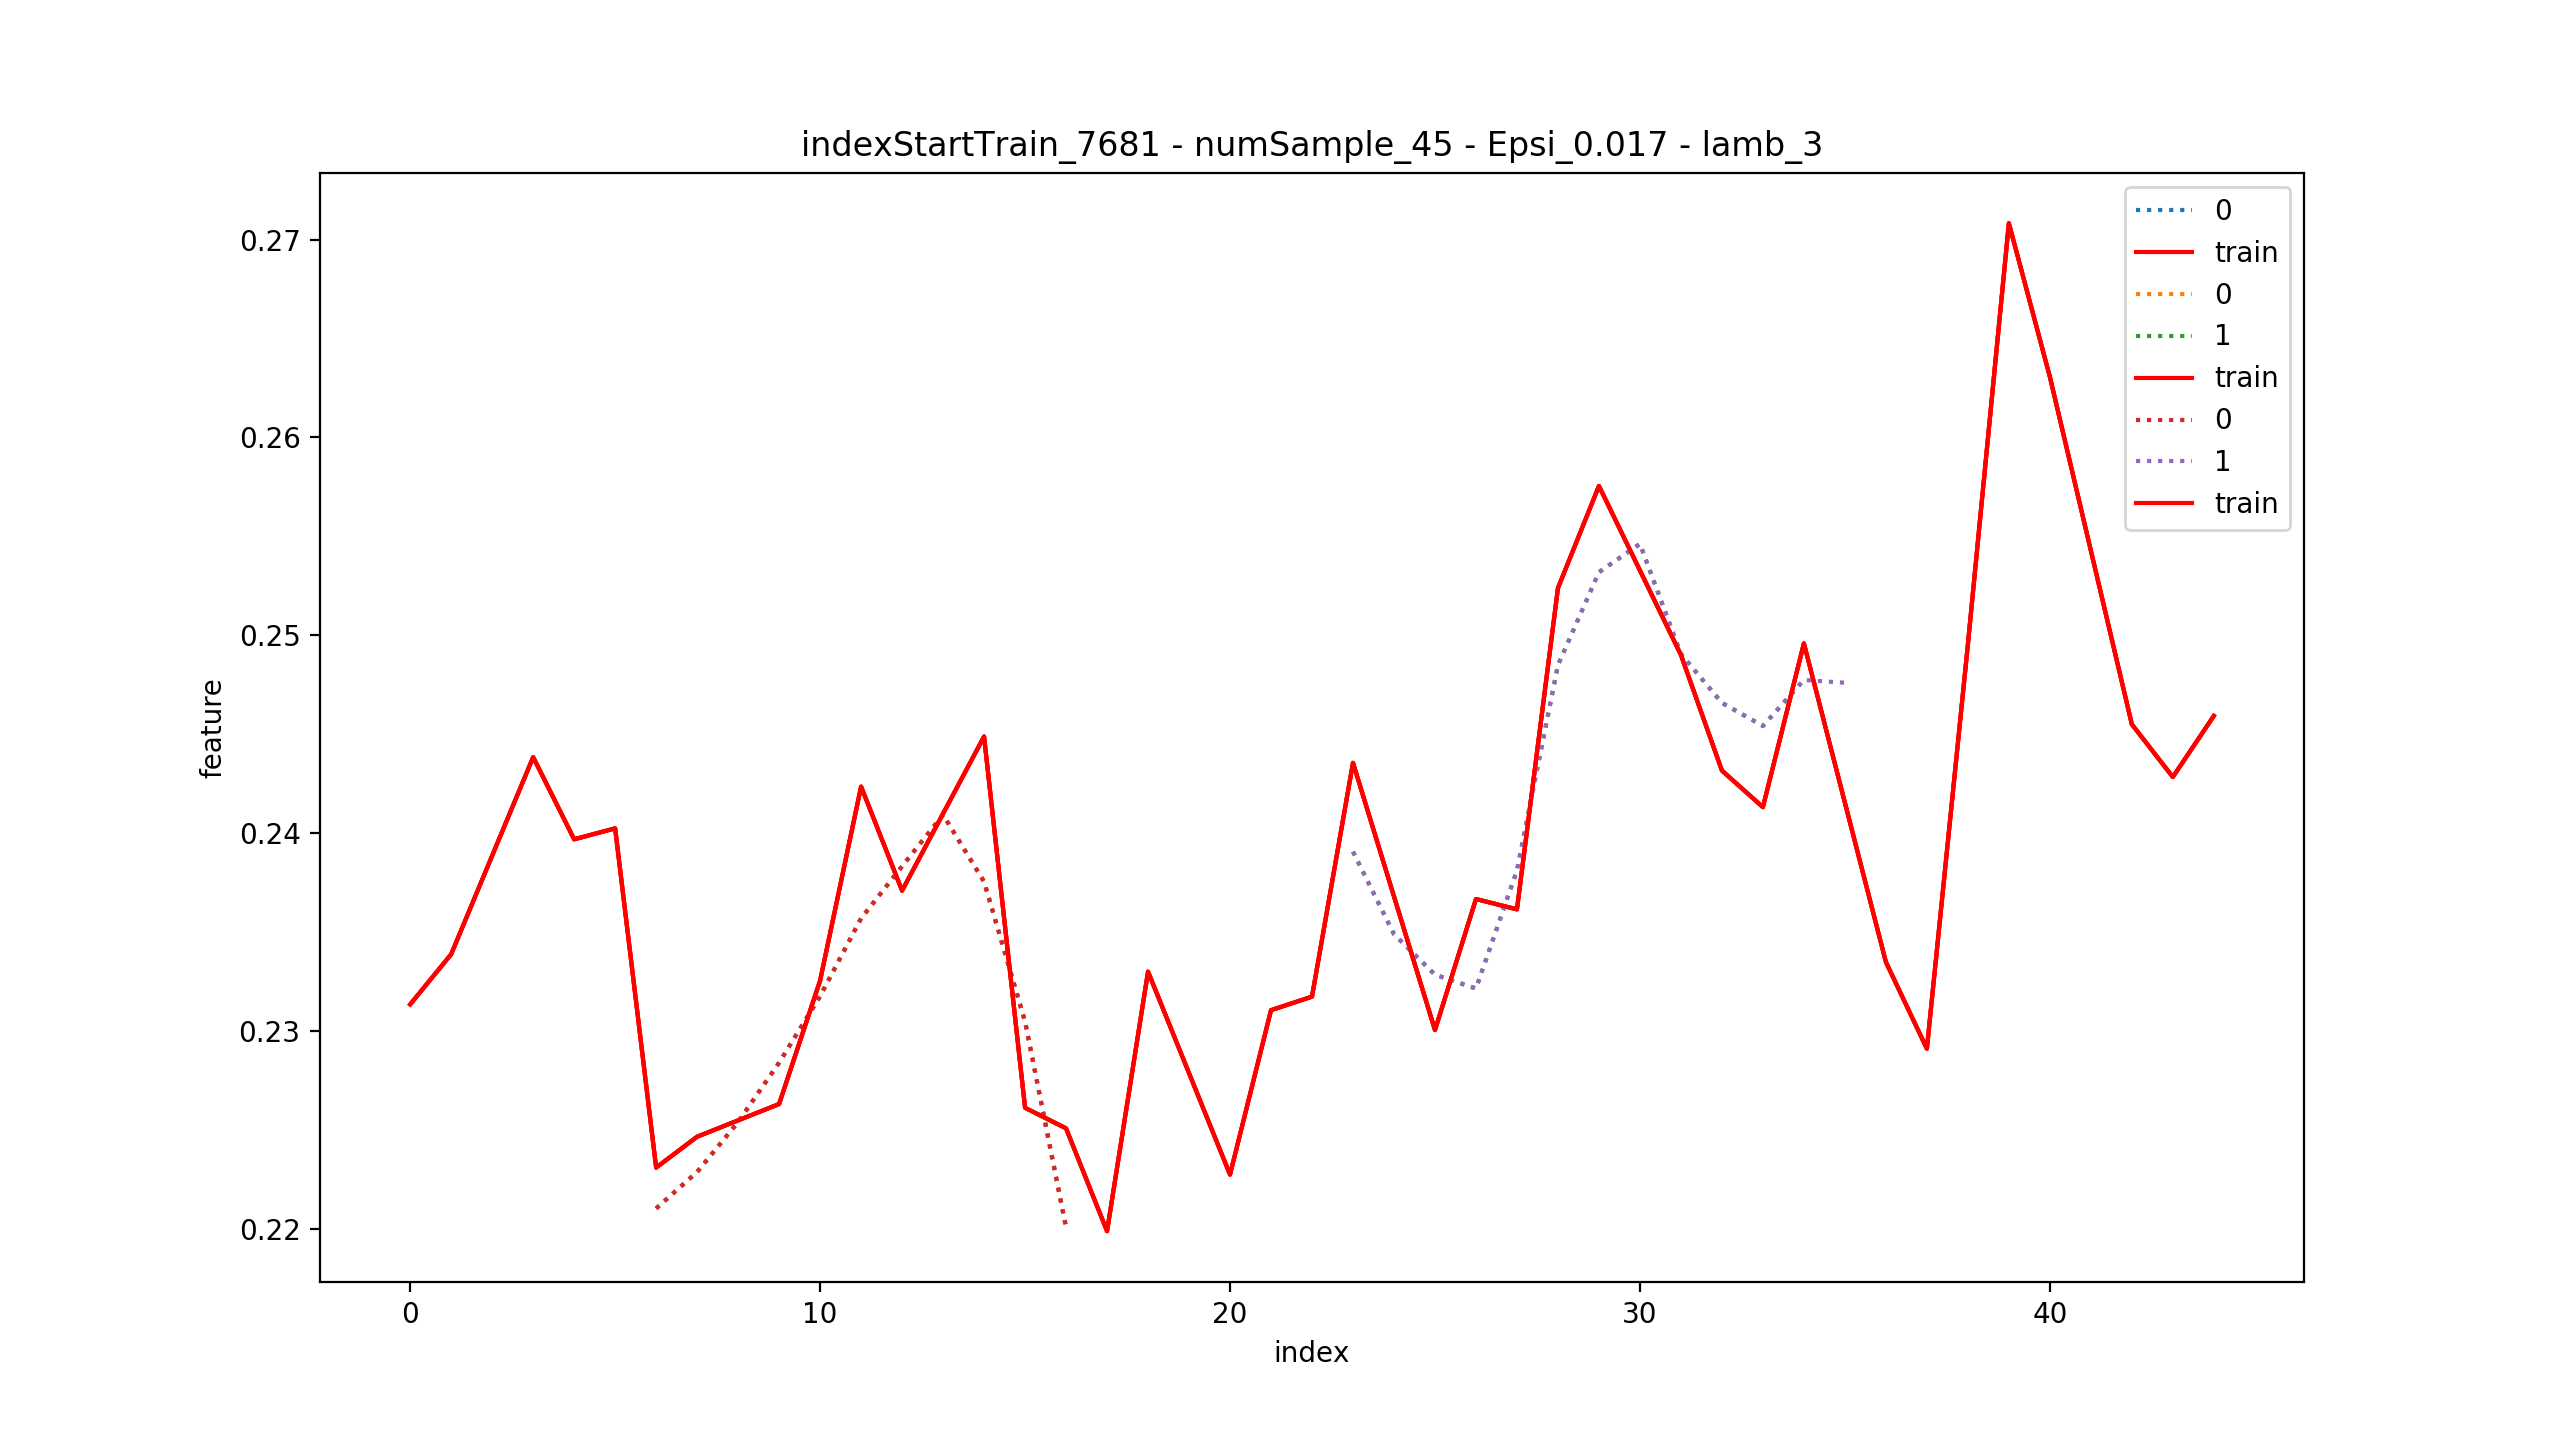 indexStartTrain_7681 - numSample_45 - Epsi_0.017 - lamb_3
0
train
0
1
train
0
1
train
0.27
0.26
0.25
0.24
0.23
0.22
feature
0 10 20 30 40
index